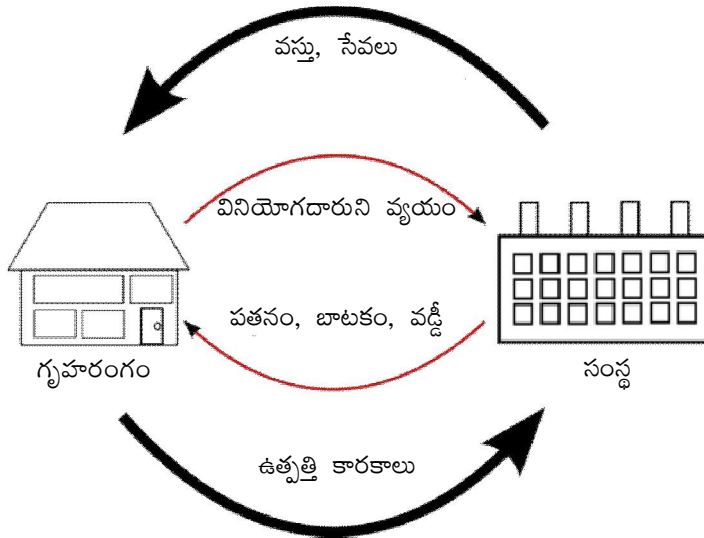 వస్తు, సేవలు
వినియోగదారుని వ్యయం
పతనం, బాటకం, వడ్డీ
గృహరంగం
సంస్థ
ఉత్పత్తి కారకాలు